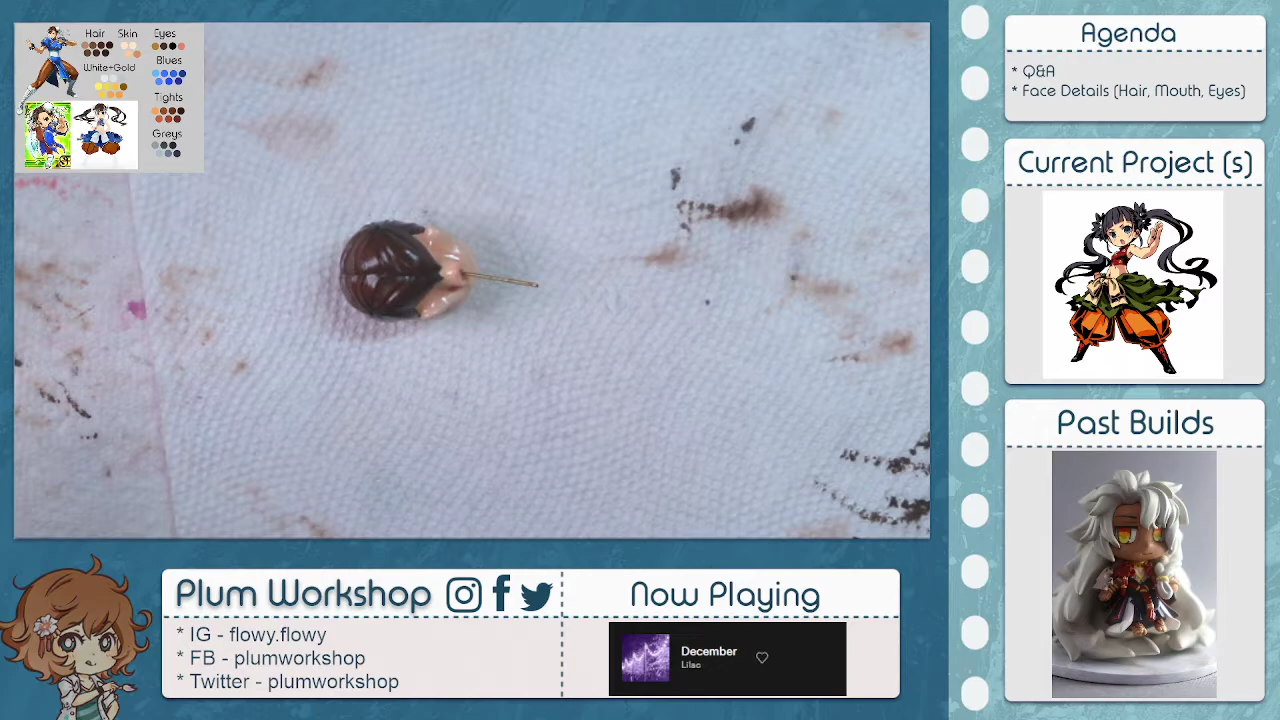 Hair Skin Eyes
White+Gold
Blues
Tights
Greys
Agenda
* Q&A
* Face Details (Hair, Mouth, Eyes)
Current Project (s)
Past Builds
Plum Workshop
* IG - flowy.flowy
* FB - plumworkshop
* Twitter - plumworkshop
Now Playing
December
Lilac